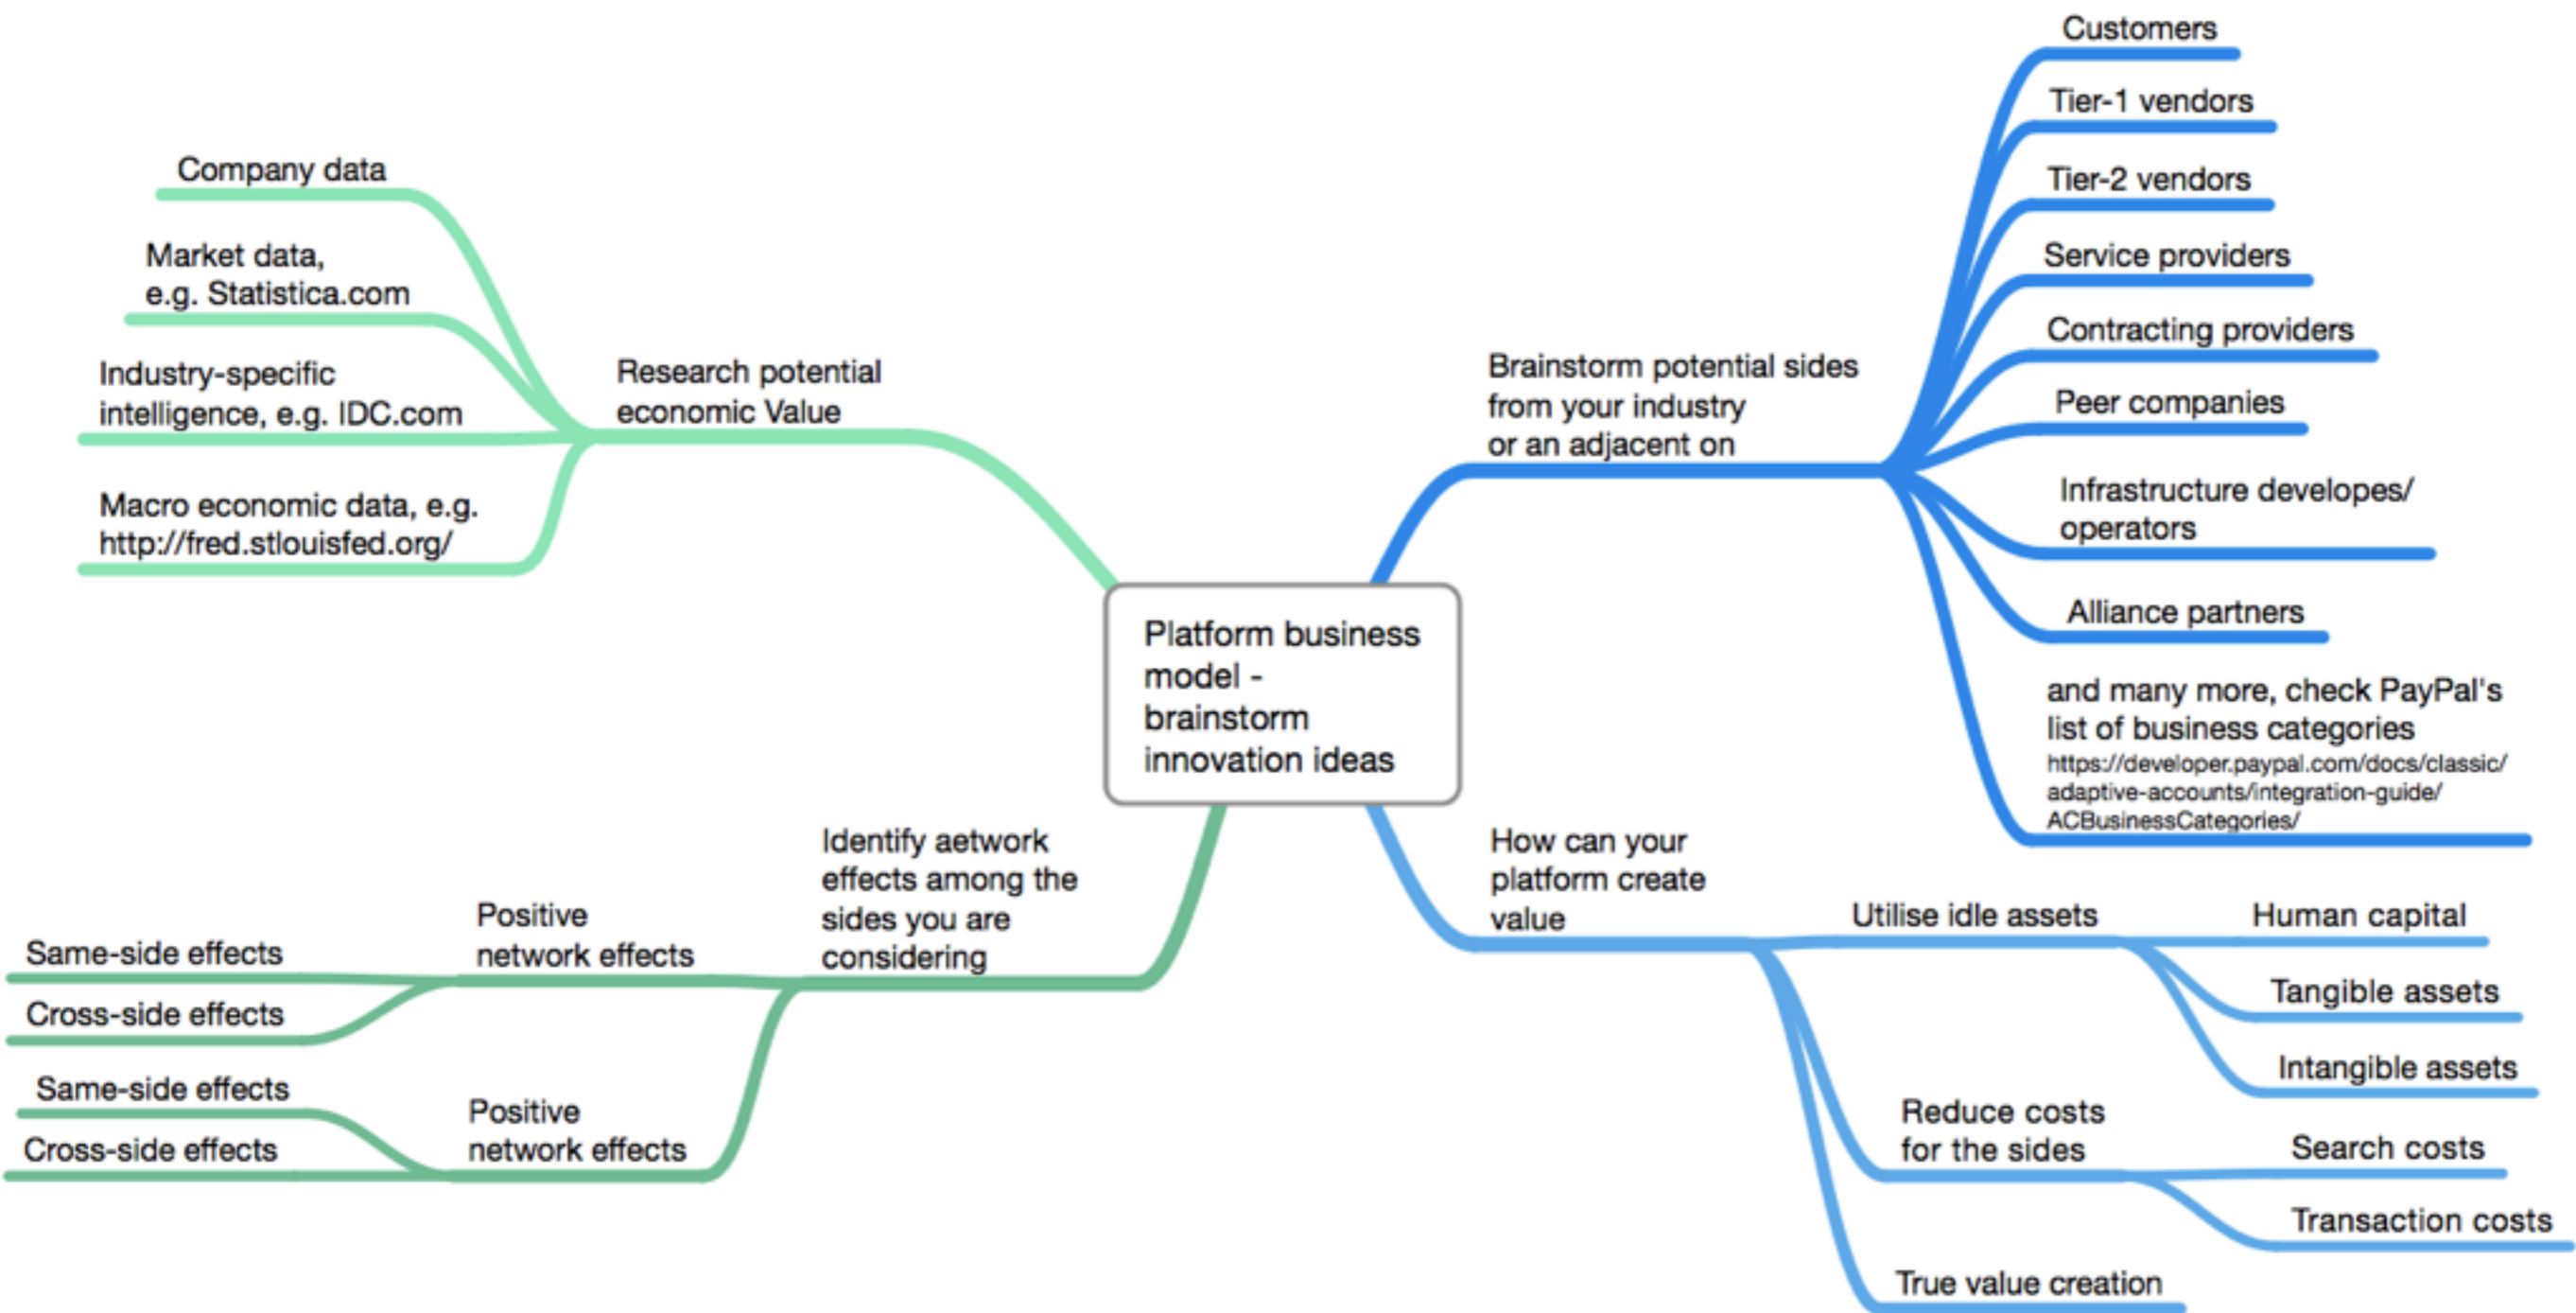 Platform business
model -
brainstorm
innovation ideas
Brainstorm potential sides
from your industry
or an adjacent on
Customers
Tier-1 vendors
Tier-2 vendors
Service providers
Contracting providers
Peer companies
Infrastructure developes/
operators
Alliance partners
and many more, check PayPal's
list of business categories
https://developer.paypal.com/docs/classic/
adaptive-accounts/integration-guide/
ACBusinessCategories/
How can your
platform create
value
Utilise idle assets
Human capital
Tangible assets
Intangible assets
Reduce costs
for the sides
Search costs
Transaction costs
True value creation
Identify aetwork
effects among the
sides you are
considering
Positive
network effects
Same-side effects
Cross-side effects
Positive
network effects
Same-side effects
Cross-side effects
Research potential
economic Value
Company data
Market data,
e.g. Statistica.com
Industry-specific
intelligence, e.g. IDC.com
Macro economic data, e.g.
http://fred.stlouisfed.org/